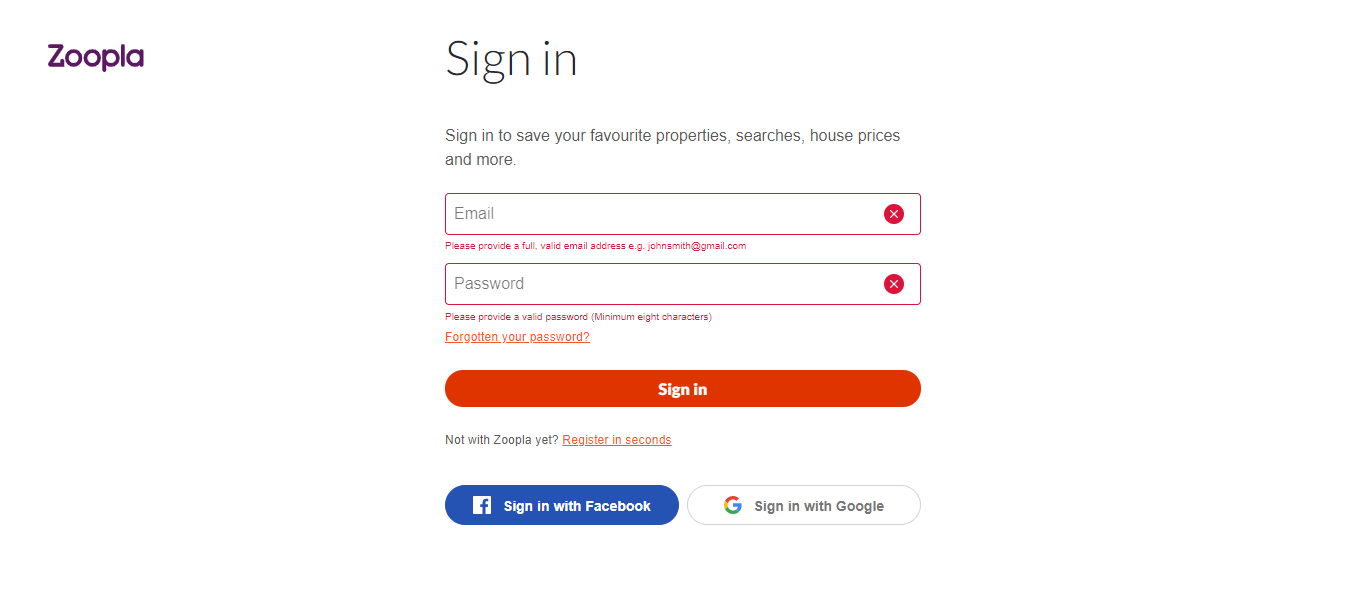 Zoopla
Sign in
Sign in to save your favourite properties, searches, house prices
and more.
Email
Please provide a full, valid email address e.g. johnsmith@gmail.com
Password
Please provide a valid password (Minimum eight characters)
Forgotten your password?
Sign in
Not with Zoopla yet? Register in seconds
Sign in with Facebook
Sign in with Google